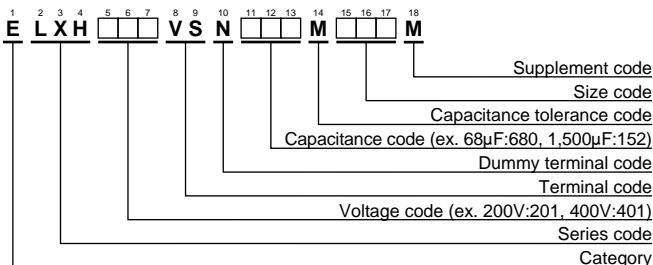 1 2 3 4 5 6 7 8 9 10 11 12 13 14 15 16 17 18
E LXH □□□ VS N □□□ M □□□ M
Supplement code
Size code
Capacitance tolerance code
Capacitance code (ex. 68µF:680, 1,500µF:152)
Dummy terminal code
Terminal code
Voltage code (ex. 200V:201, 400V:401)
Series code
Category